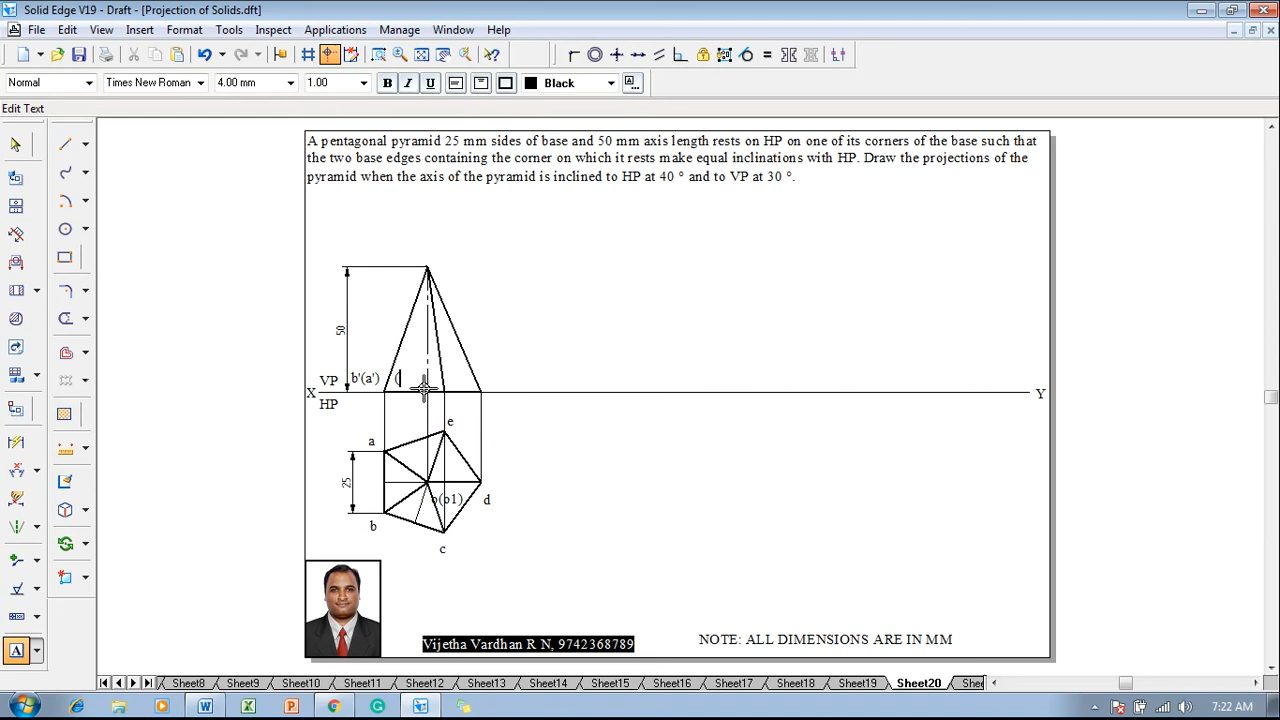 Solid Edge V19 - Draft - [Projection of Solids.dft]
File Edit View Insert Format Tools Inspect Applications Manage Window Help
Normal Times New Roman 4.00 mm 1.00 B I U Black
Edit Text
A pentagonal pyramid 25 mm sides of base and 50 mm axis length rests on HP on one of its corners of the base such that
the two base edges containing the corner on which it rests make equal inclinations with HP. Draw the projections of the
pyramid when the axis of the pyramid is inclined to HP at 40 ° and to VP at 30 °.
50
VP b'(a') (
X Y
HP
e
a
25
o(o1) d
b
c
Vijetha Vardhan R N, 9742368789
NOTE: ALL DIMENSIONS ARE IN MM
Sheet8 Sheet9 Sheet10 Sheet11 Sheet12 Sheet13 Sheet14 Sheet15 Sheet16 Sheet17 Sheet18 Sheet19 Sheet20 Shee
7:22 AM